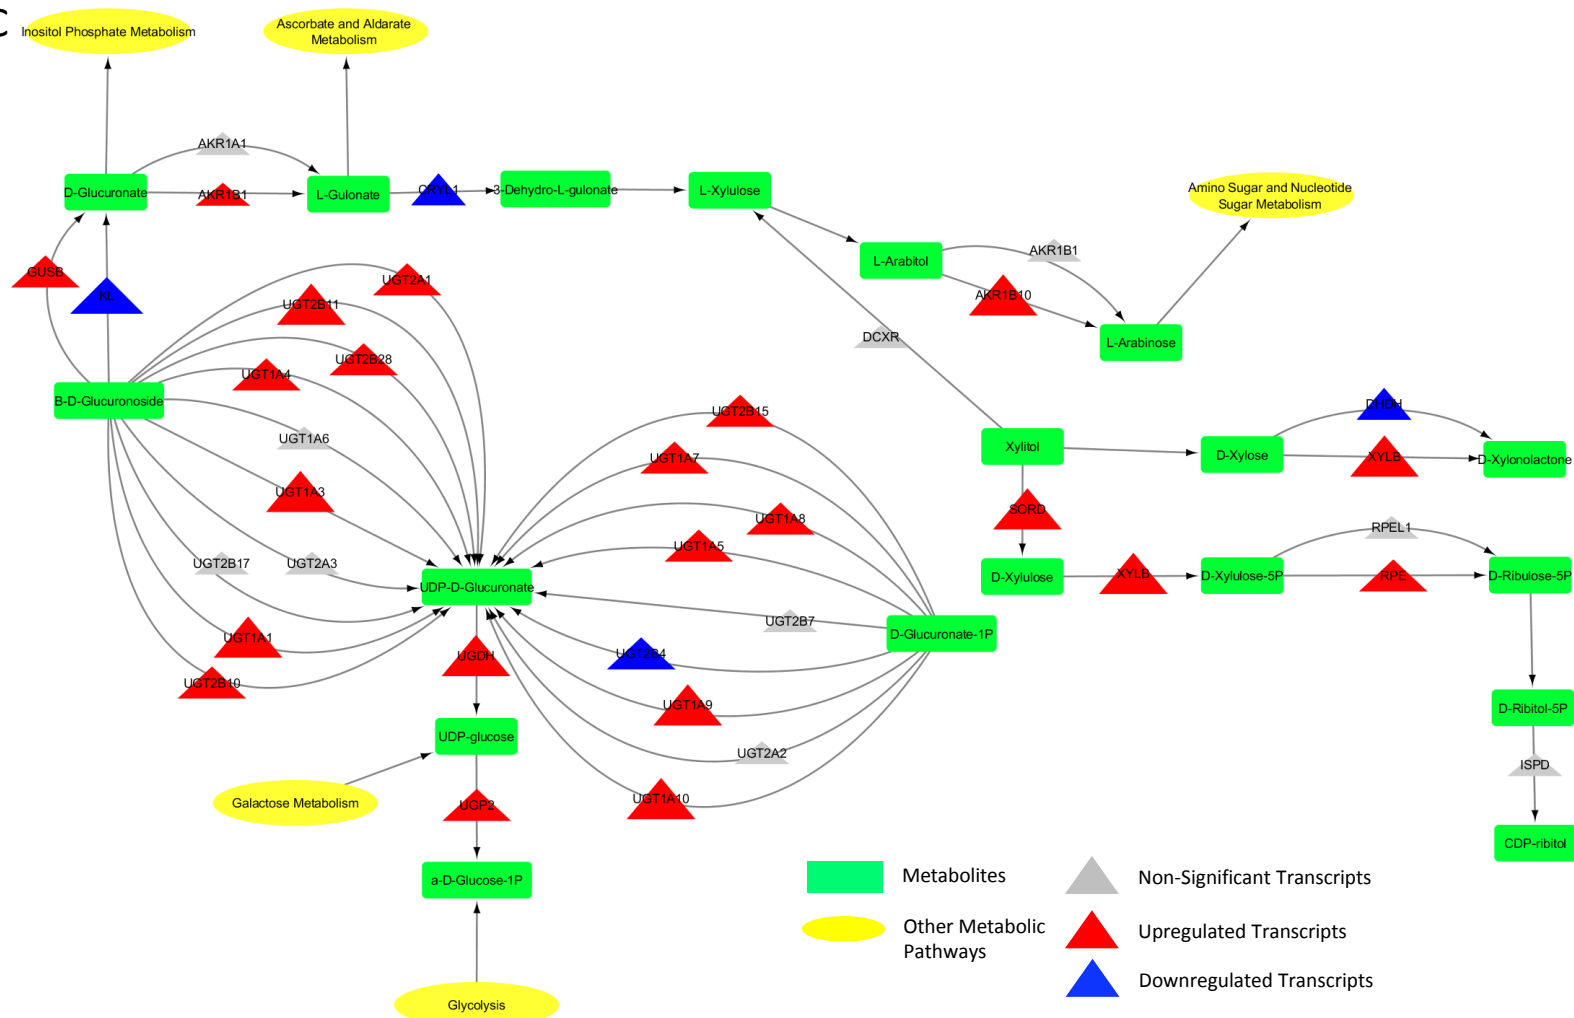 C
Inositol Phosphate Metabolism
Ascorbate and Aldarate
Metabolism
AKR1A1
D-Glucuronate
AKR1B1
L-Gulonate
CRYL1
3-Dehydro-L-gulonate
L-Xylulose
Amino Sugar and Nucleotide
Sugar Metabolism
L-Arabitol
AKR1B1
AKR1B10
L-Arabinose
DCXR
GUSB
KL
UGT2A1
UGT2B11
UGT2B28
UGT1A4
B-D-Glucuronoside
UGT1A6
UGT1A3
UGT2B17
UGT2A3
UGT1A1
UGT2B10
UDP-D-Glucuronate
UGT2B15
UGT1A7
UGT1A8
UGT1A5
UGT2B7
D-Glucuronate-1P
UGT2B4
UGT1A9
UGT2A2
UGT1A10
Xylitol
D-Xylose
DHDH
XYLB
D-Xylonolactone
SORD
D-Xylulose
XYLB
D-Xylulose-5P
RPEL1
RPE
D-Ribulose-5P
D-Ribitol-5P
ISPD
CDP-ribitol
UGDH
UDP-glucose
Galactose Metabolism
UGP2
a-D-Glucose-1P
Glycolysis
Metabolites
Other Metabolic
Pathways
Non-Significant Transcripts
Upregulated Transcripts
Downregulated Transcripts